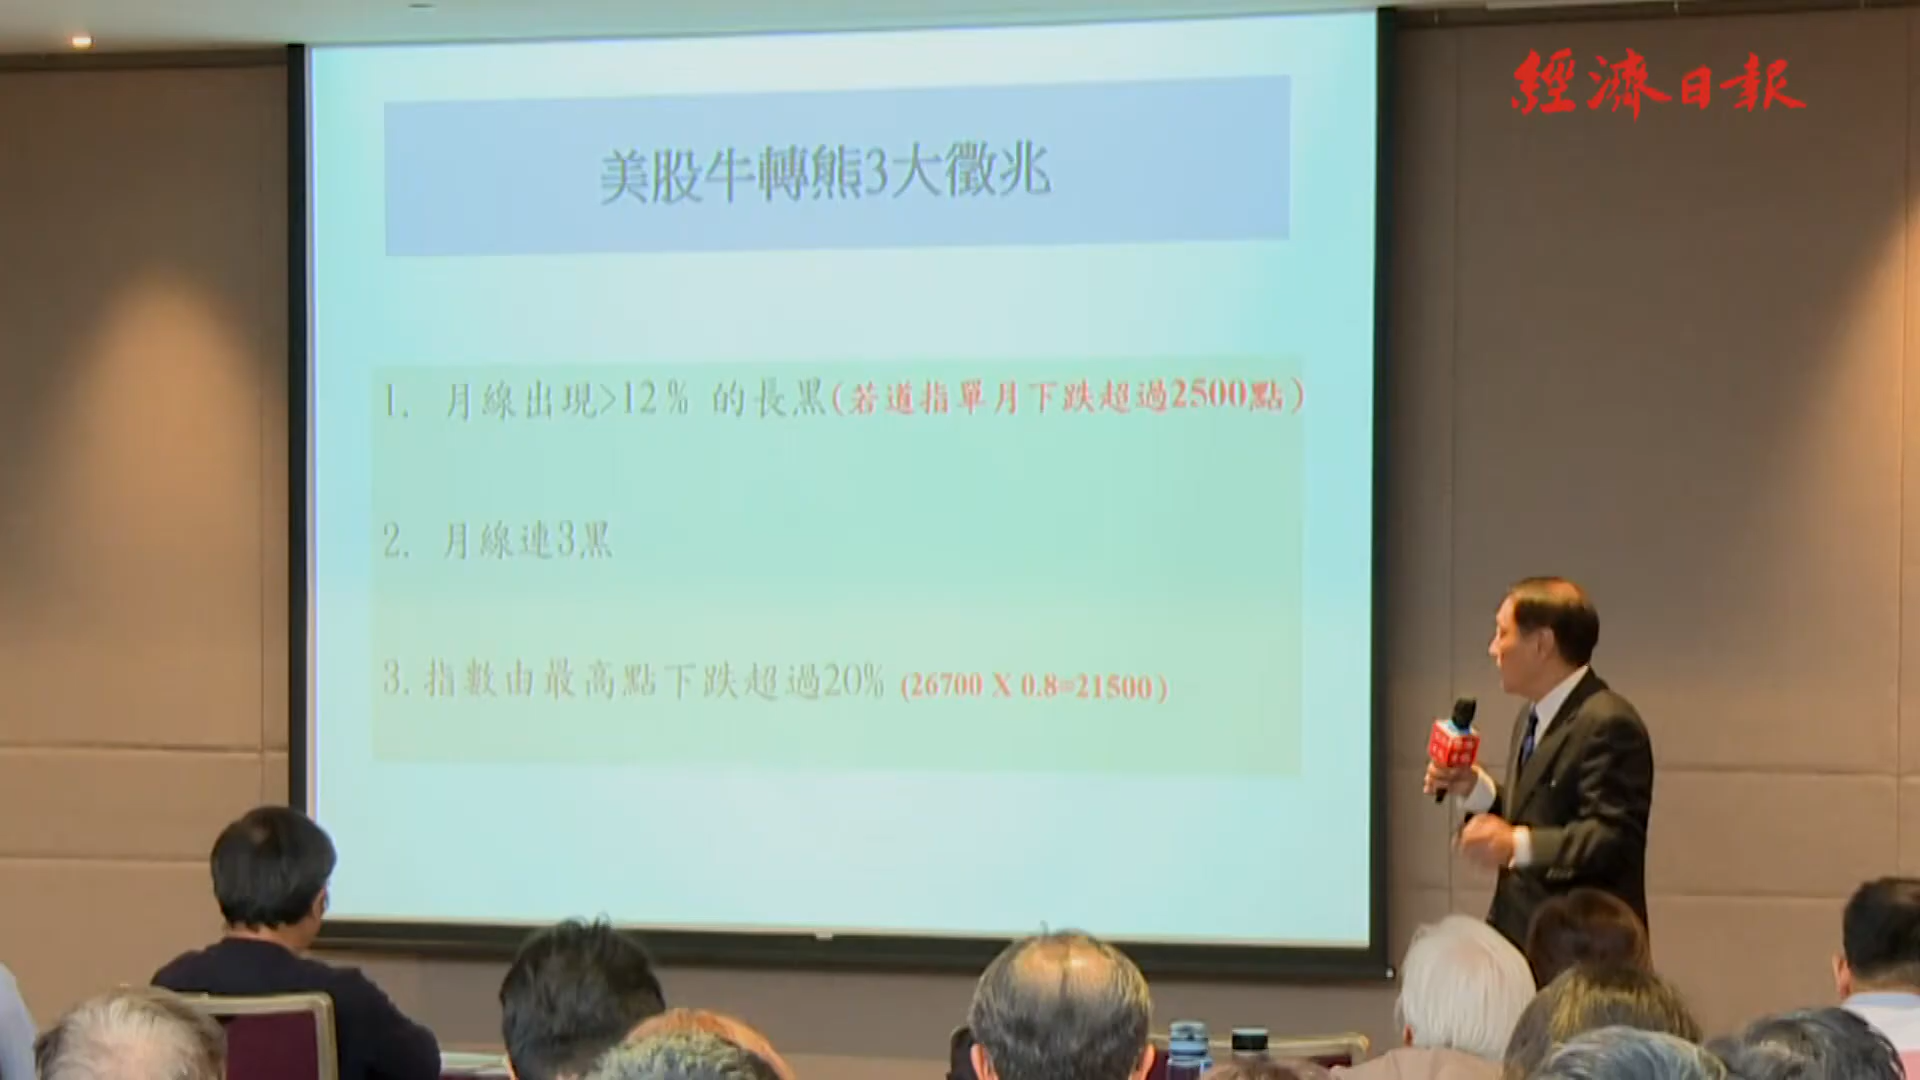 經濟日報
美股牛轉熊3大徵兆
1. 月線出現>12% 的長黑(若道指單月下跌超過2500點)
2. 月線連3黑
3. 指數由最高點下跌超過20% (26700 X 0.8=21500)